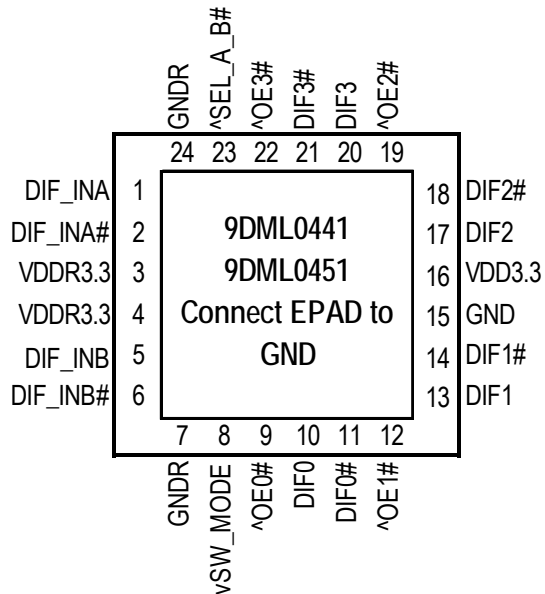 GNDR
^SEL_A_B#
^OE3#
DIF3#
DIF3
^OE2#
24 23 22 21 20 19
DIF_INA 1
DIF_INA# 2
VDDR3.3 3
VDDR3.3 4
DIF_INB 5
DIF_INB# 6
9DML0441
9DML0451
Connect EPAD to
GND
18 DIF2#
17 DIF2
16 VDD3.3
15 GND
14 DIF1#
13 DIF1
7 8 9 10 11 12
GNDR
vSW_MODE
^OE0#
DIF0
DIF0#
^OE1#